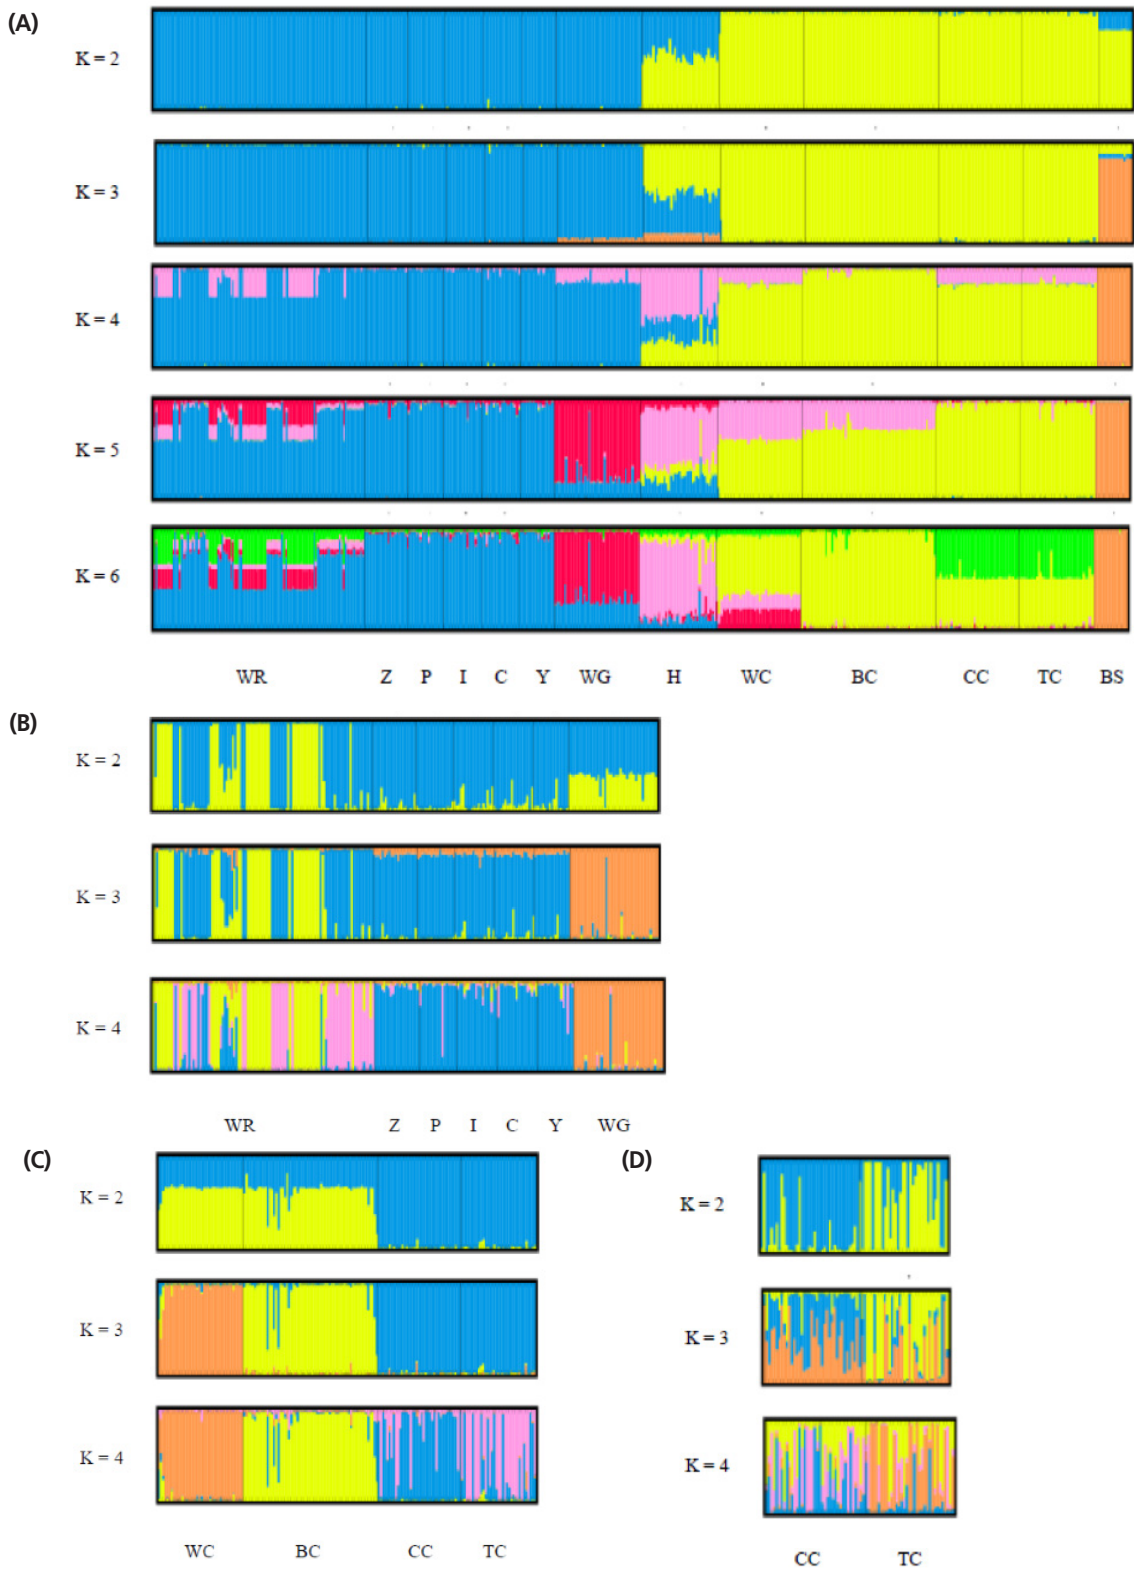 (A)
K = 2
K = 3
K = 4
K = 5
K = 6
WR Z P I C Y WG H WC BC CC TC BS
(B)
K = 2
K = 3
K = 4
WR Z P I C Y WG
(C)
K = 2
K = 3
K = 4
WC BC CC TC
(D)
K = 2
K = 3
K = 4
CC TC